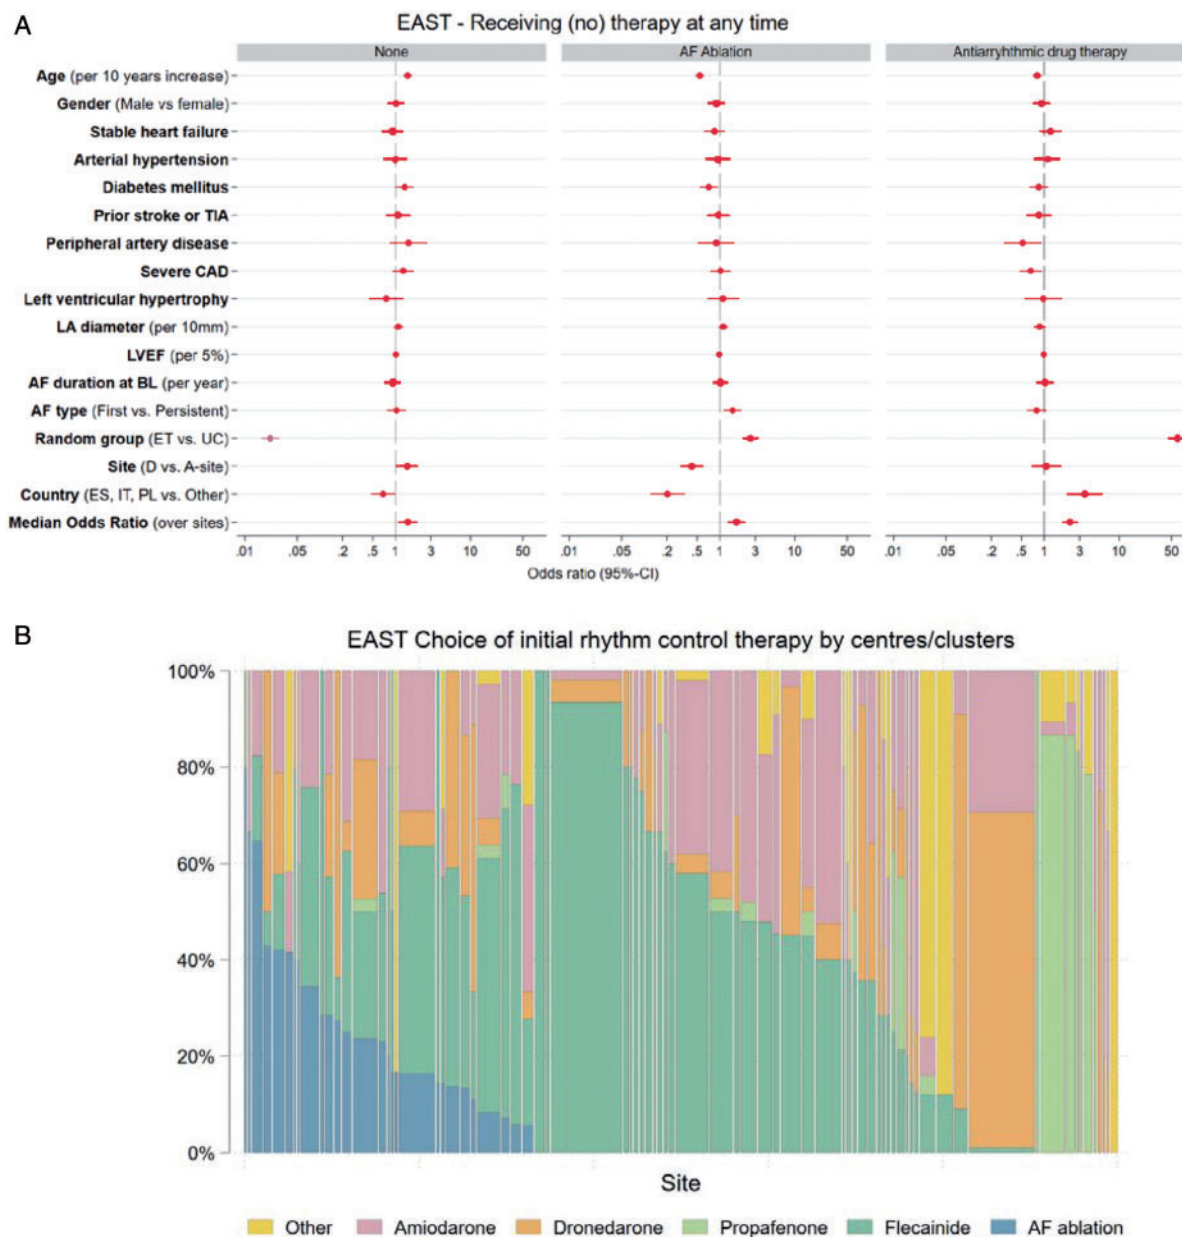 A
EAST - Receiving (no) therapy at any time
None
AF Ablation
Antiarryhthmic drug therapy
Age (per 10 years increase)
Gender (Male vs female)
Stable heart failure
Arterial hypertension
Diabetes mellitus
Prior stroke or TIA
Peripheral artery disease
Severe CAD
Left ventricular hypertrophy
LA diameter (per 10mm)
LVEF (per 5%)
AF duration at BL (per year)
AF type (First vs. Persistent)
Random group (ET vs. UC)
Site (D vs. A-site)
Country (ES, IT, PL vs. Other)
Median Odds Ratio (over sites)
.01 .05 .2 .5 1 3 10 50 .01 .05 .2 .5 1 3 10 50 .01 .05 .2 .5 1 3 10 50
Odds ratio (95%-CI)
B
EAST Choice of initial rhythm control therapy by centres/clusters
100%
80%
60%
40%
20%
0%
Site
Other Amiodarone Dronedarone Propafenone Flecainide AF ablation